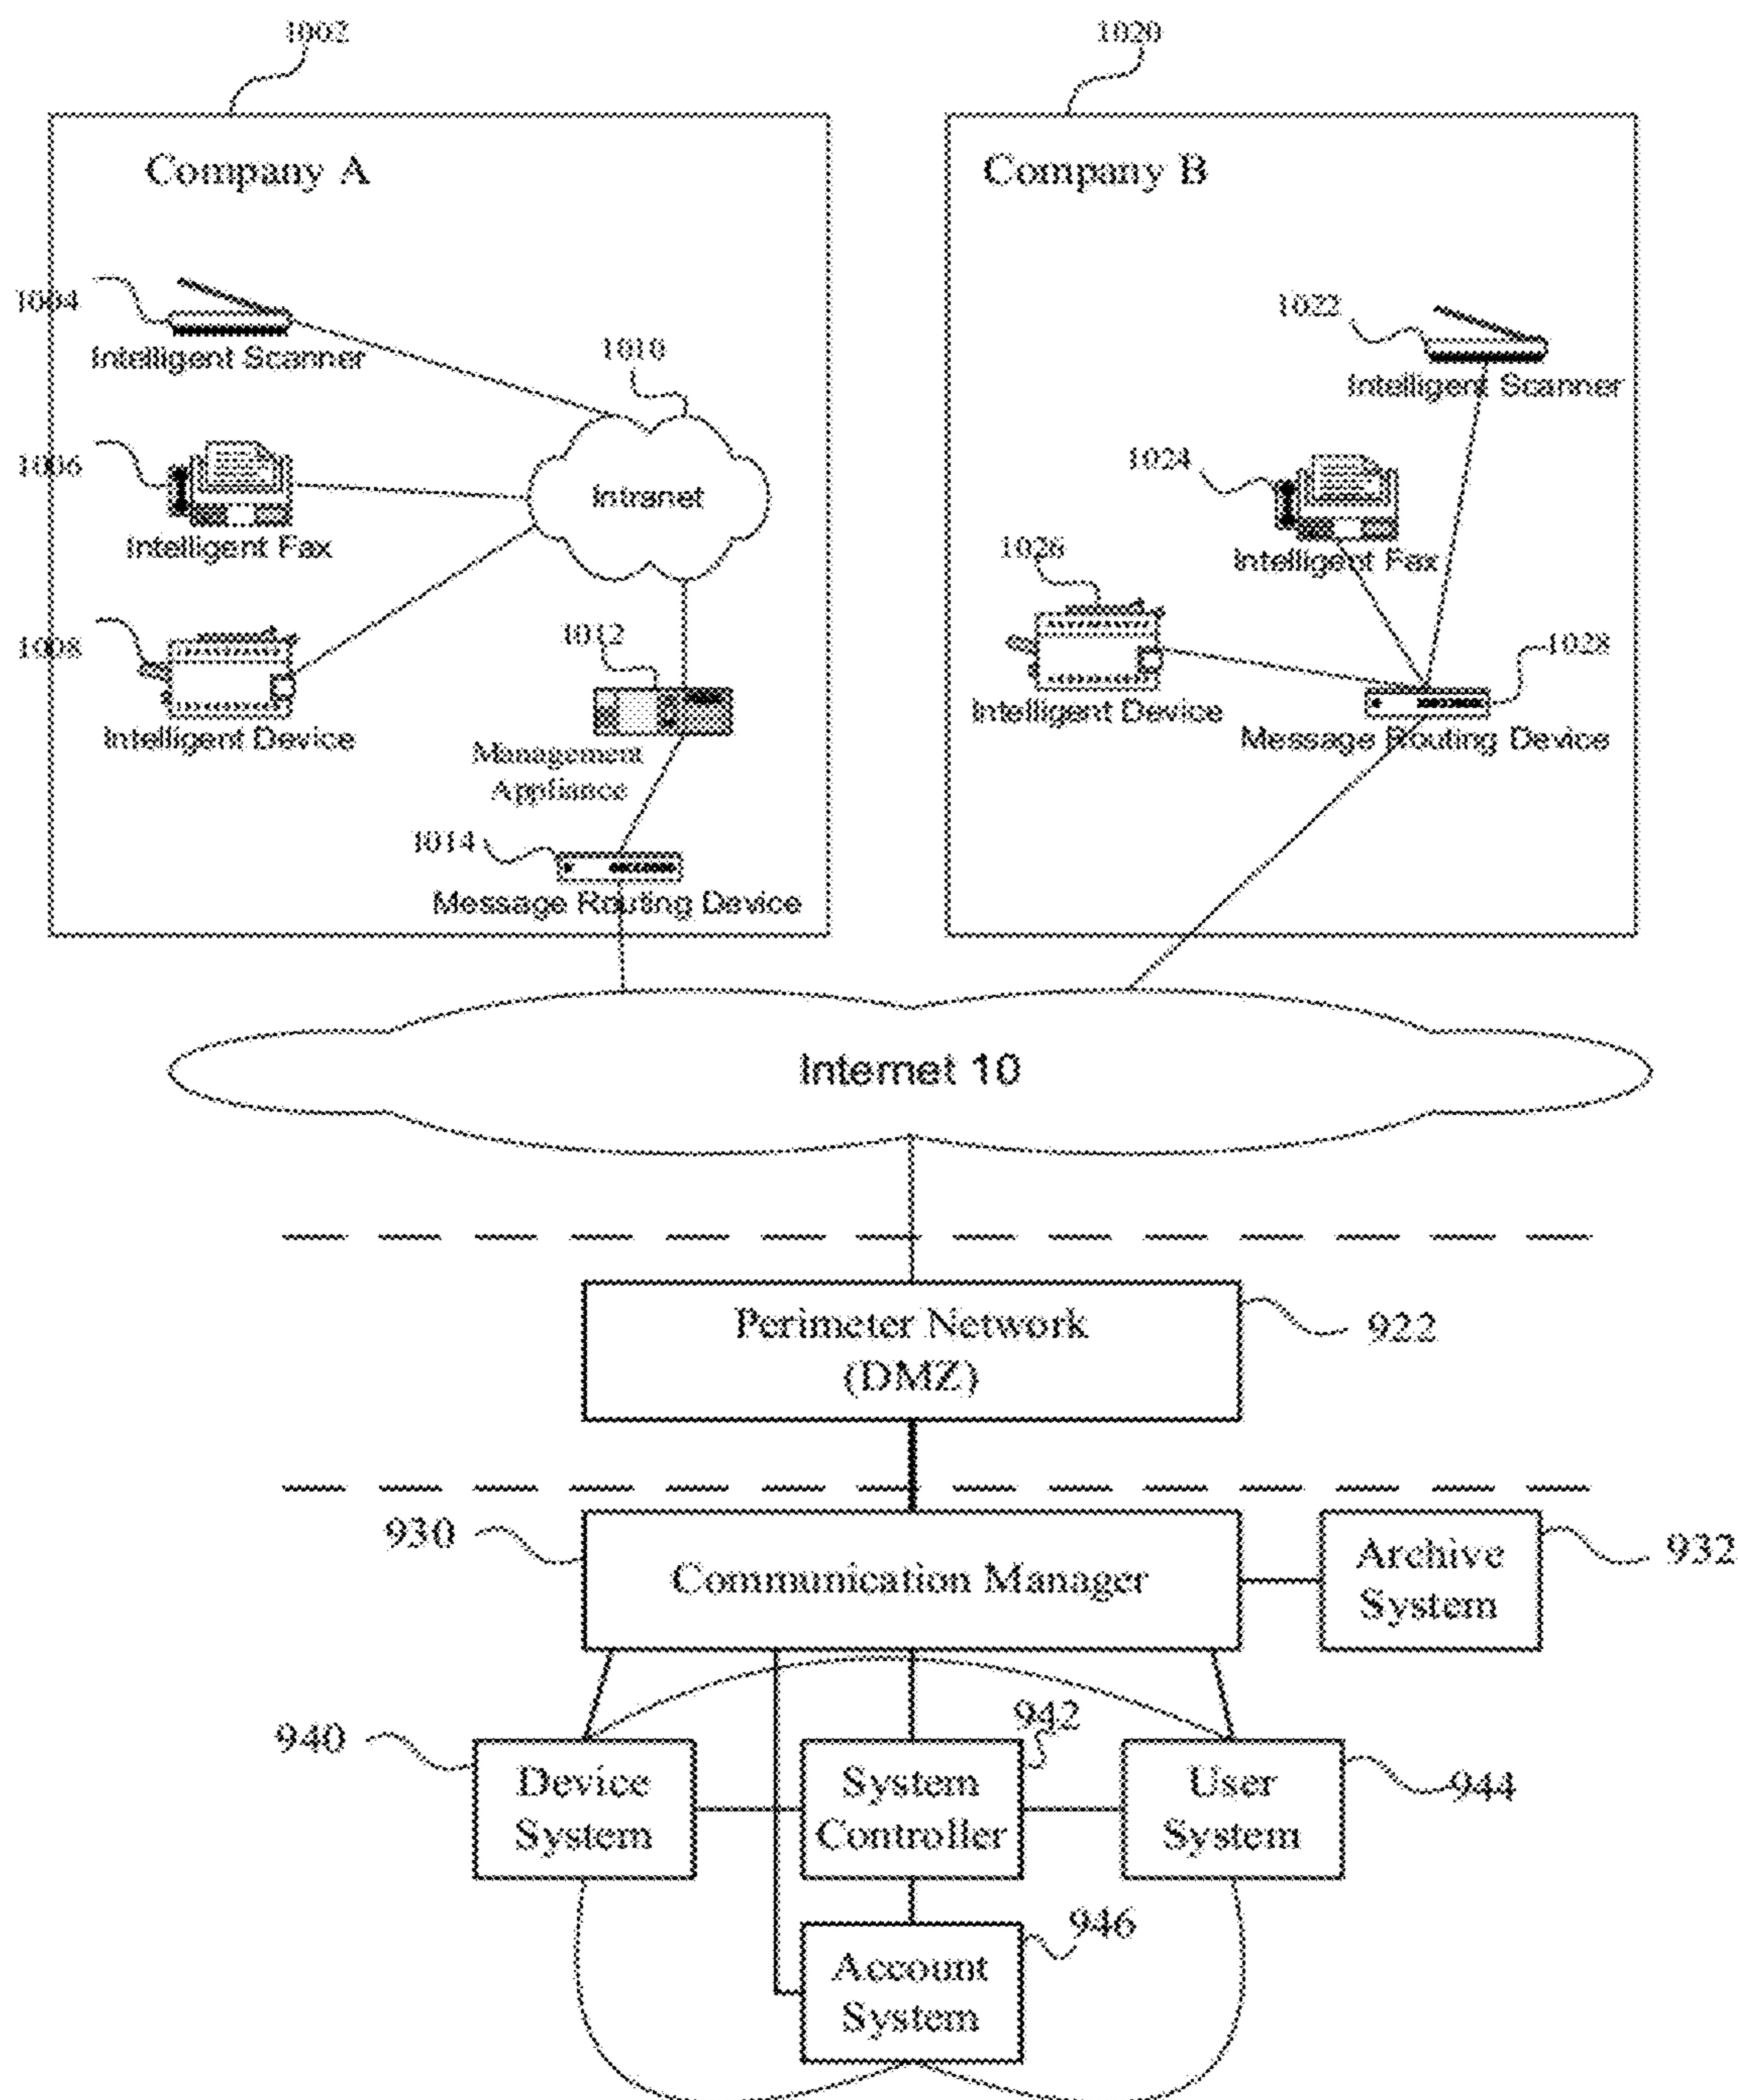 1002
1020
Company A
Company B
1004
Intelligent Scanner
1010
1022
Intelligent Scanner
1006
Intelligent Fax
Intranet
1024
Intelligent Fax
1026
1008
Intelligent Device
1012
Management
Appliance
Intelligent Device
1028
Message Routing Device
1014
Message Routing Device
Internet 10
Perimeter Network
(DMZ)
922
930
Communication Manager
Archive
System
932
940
Device
System
942
System
Controller
User
System
944
946
Account
System